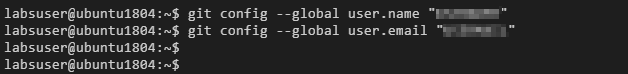 labsuser@ubuntu1804:~$ git config --global user.name ""
labsuser@ubuntu1804:~$ git config --global user.email ""
labsuser@ubuntu1804:~$
labsuser@ubuntu1804:~$